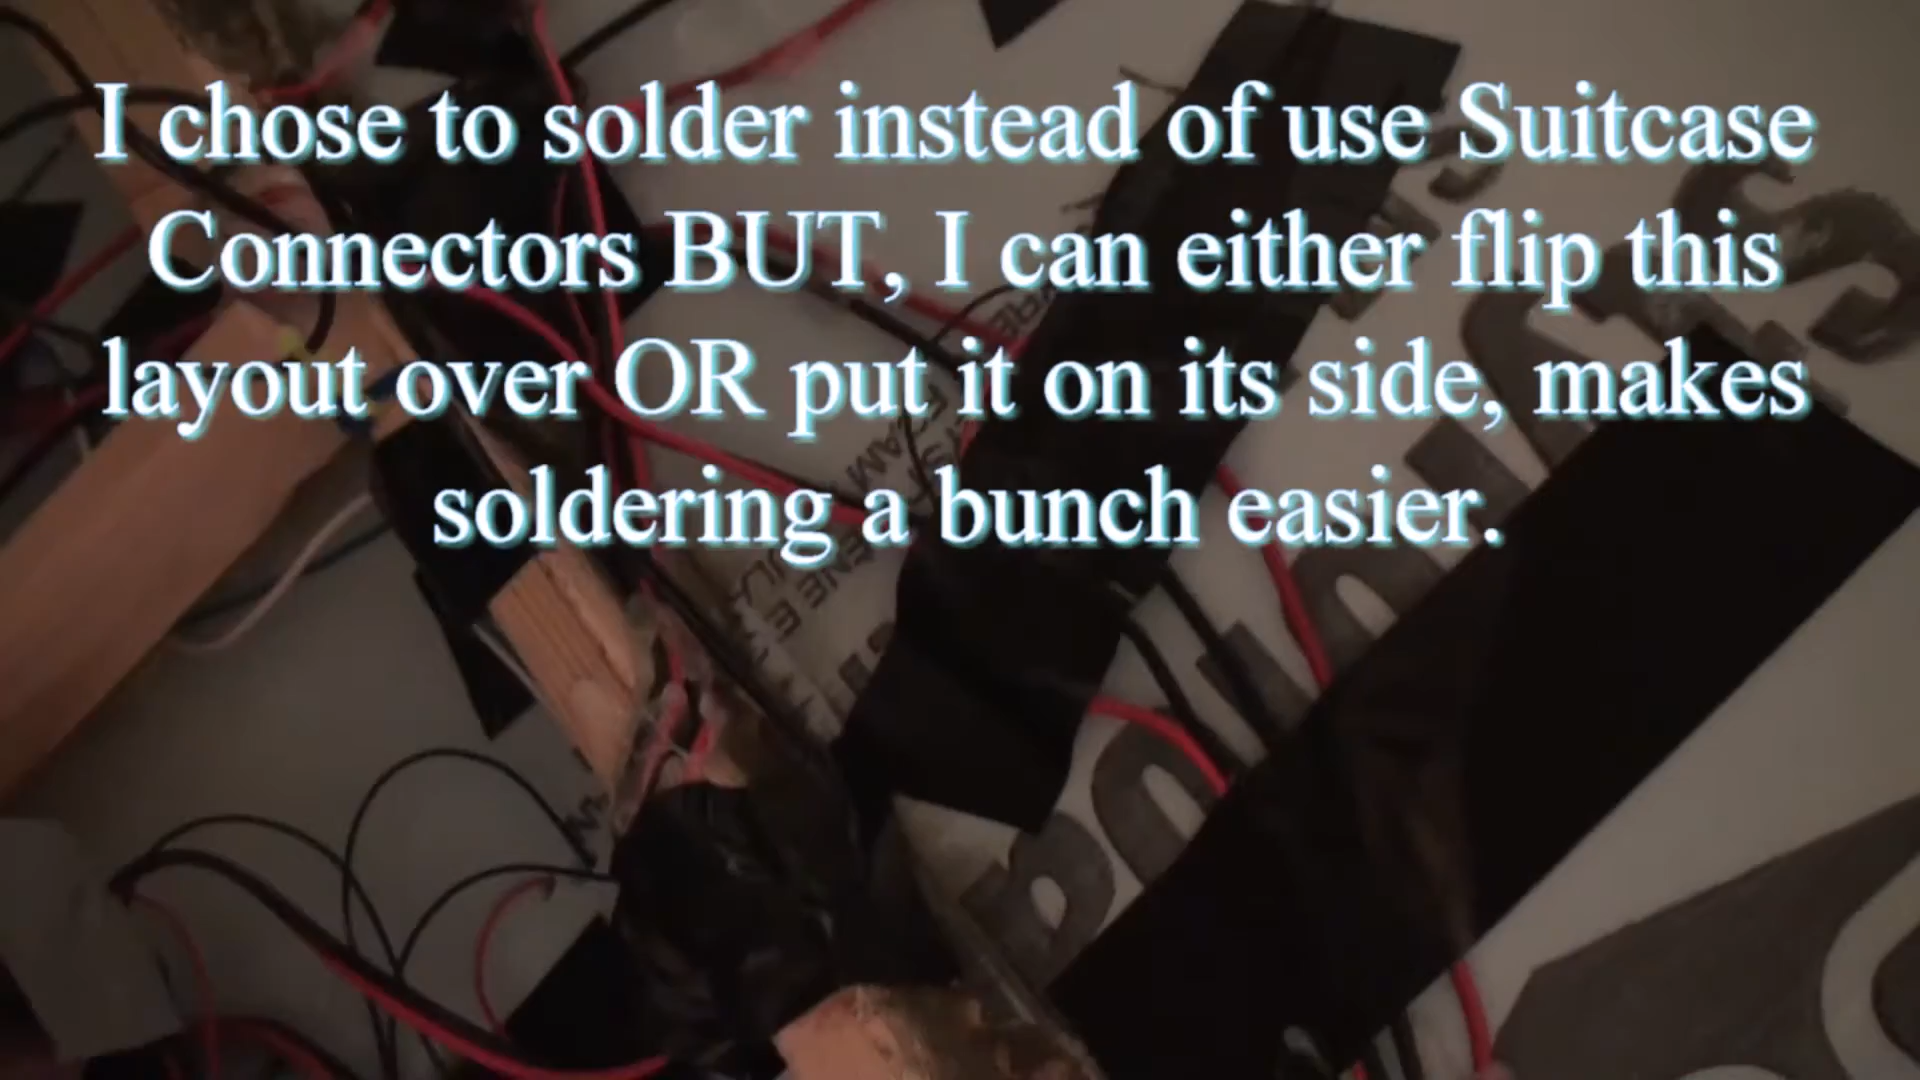 I chose to solder instead of use Suitcase
Connectors BUT, I can either flip this
layout over OR put it on its side, makes
soldering a bunch easier.